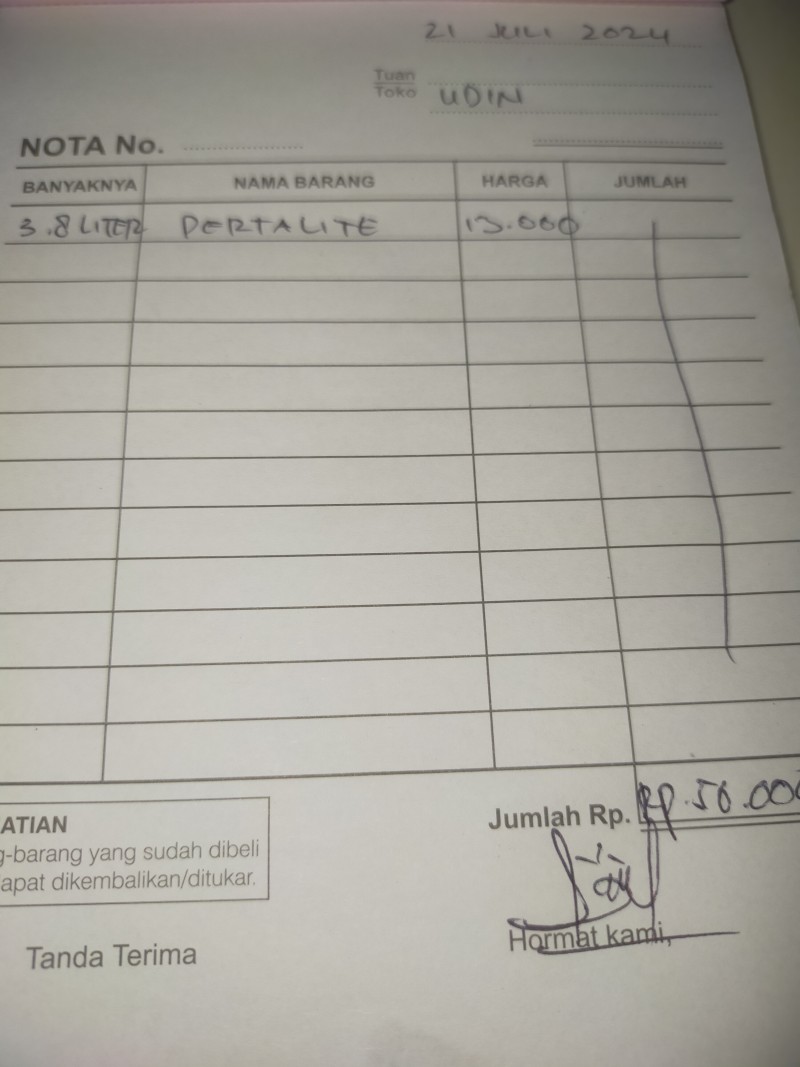 21 JULI 2024
Tuan
Toko UDIN
NOTA No.
BANYAKNYA NAMA BARANG HARGA JUMLAH
3.8 LITER PERTALITE 13.000
Jumlah Rp. Rp. 50.000
ATIAN
g-barang yang sudah dibeli
apat dikembalikan/ditukar.
Tanda Terima
Hormat kami,